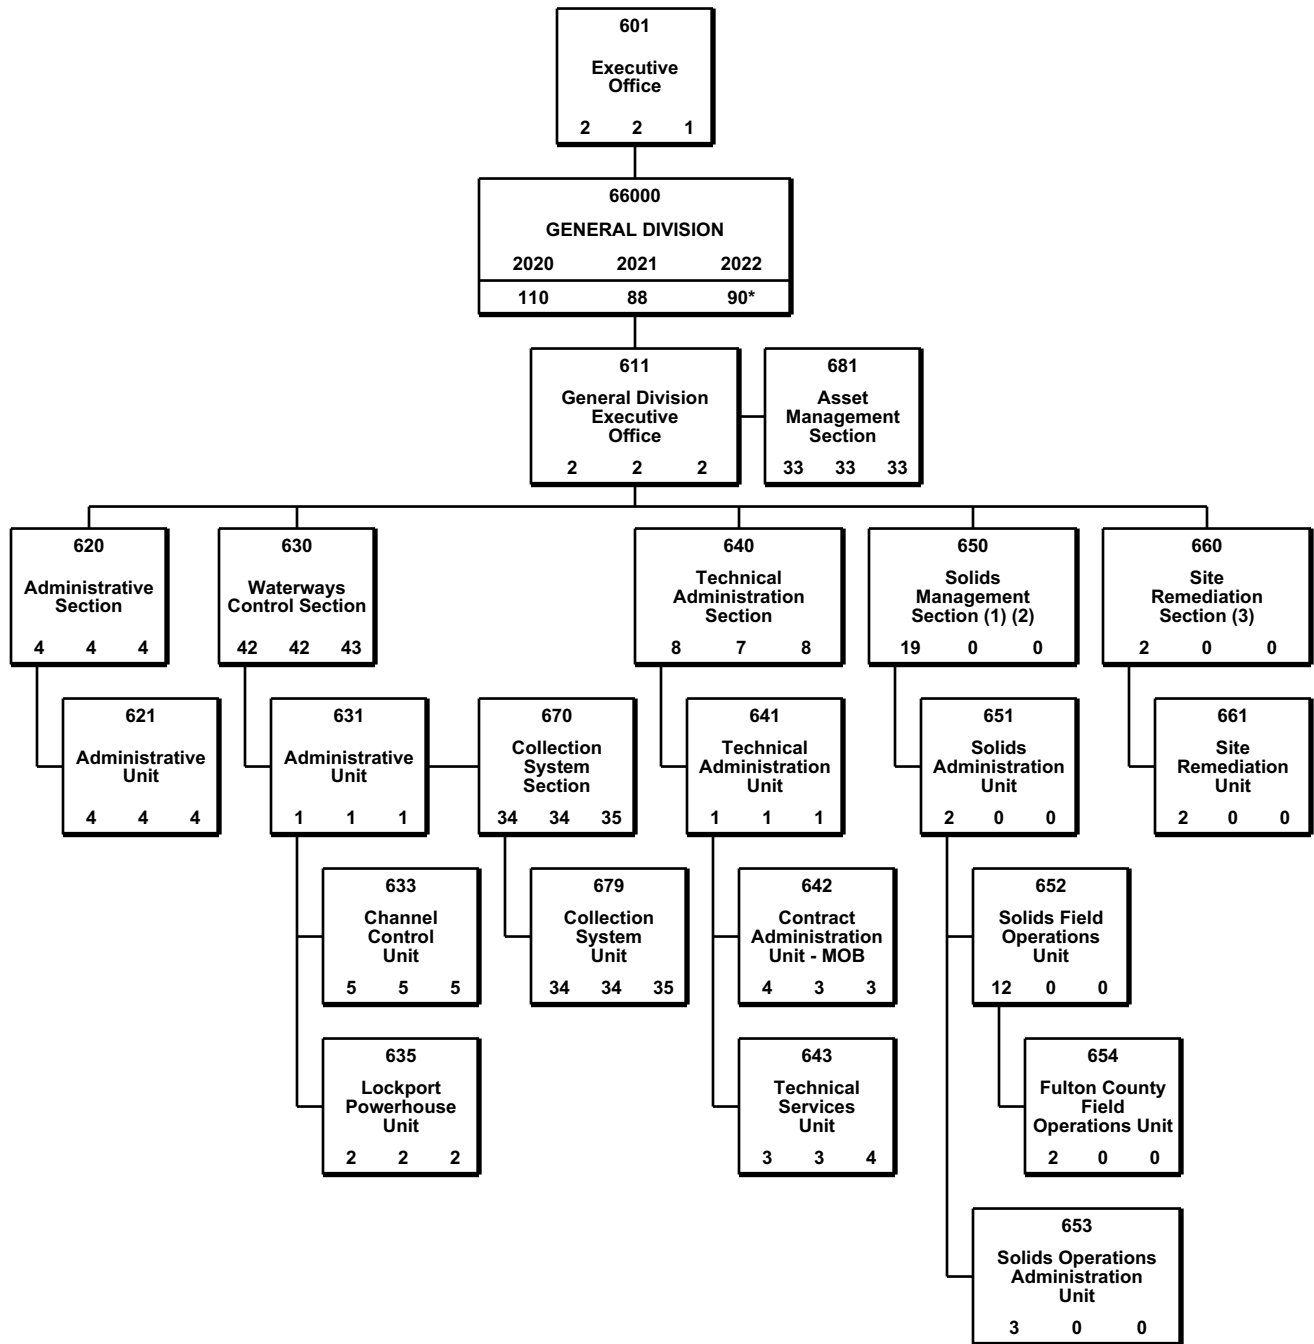 601
Executive
Office
2 2 1
66000
GENERAL DIVISION
2020 2021 2022
110 88 90*
611
General Division
Executive
Office
2 2 2
681
Asset
Management
Section
33 33 33
620
Administrative
Section
4 4 4
630
Waterways
Control Section
42 42 43
640
Technical
Administration
Section
8 7 8
650
Solids
Management
Section (1) (2)
19 0 0
660
Site
Remediation
Section (3)
2 0 0
621
Administrative
Unit
4 4 4
631
Administrative
Unit
1 1 1
670
Collection
System
Section
34 34 35
641
Technical
Administration
Unit
1 1 1
651
Solids
Administration
Unit
2 0 0
661
Site
Remediation
Unit
2 0 0
633
Channel
Control
Unit
5 5 5
679
Collection
System
Unit
34 34 35
642
Contract
Administration
Unit - MOB
4 3 3
652
Solids Field
Operations
Unit
12 0 0
635
Lockport
Powerhouse
Unit
2 2 2
643
Technical
Services
Unit
3 3 4
654
Fulton County
Field
Operations Unit
2 0 0
653
Solids Operations
Administration
Unit
3 0 0